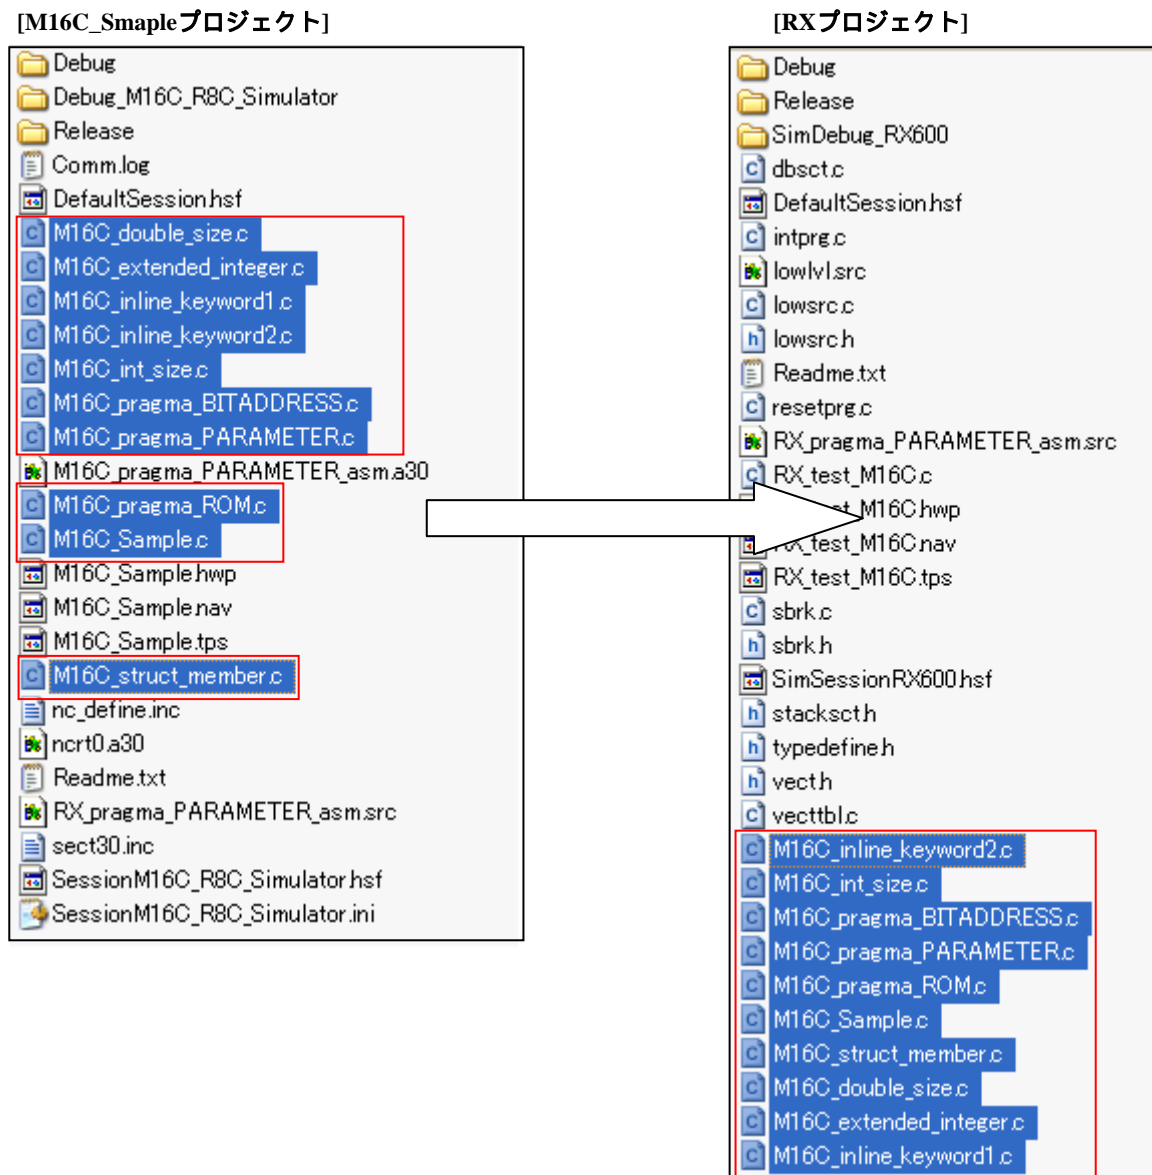 [M16C_Smapleプロジェクト]
Debug
Debug_M16C_R8C_Simulator
Release
Comm.log
DefaultSession.hsf
M16C_double_size.c
M16C_extended_integer.c
M16C_inline_keyword1.c
M16C_inline_keyword2.c
M16C_int_size.c
M16C_pragma_BITADDRESS.c
M16C_pragma_PARAMETER.c
M16C_pragma_PARAMETER_asm.a30
M16C_pragma_ROM.c
M16C_Sample.c
M16C_Sample.hwp
M16C_Sample.nav
M16C_Sample.tps
M16C_struct_member.c
nc_define.inc
ncrt0.a30
Readme.txt
RX_pragma_PARAMETER_asm.src
sect30.inc
SessionM16C_R8C_Simulator.hsf
SessionM16C_R8C_Simulator.ini
[RXプロジェクト]
Debug
Release
SimDebug_RX600
dbsct.c
DefaultSession.hsf
intprg.c
lowlvl.src
lowsrc.c
lowsrc.h
Readme.txt
resetprg.c
RX_pragma_PARAMETER_asm.src
RX_test_M16C.c
st_M16C.hwp
RX_test_M16C.nav
RX_test_M16C.tps
sbrk.c
sbrk.h
SimSessionRX600.hsf
stacksct.h
typedefine.h
vect.h
vecttbl.c
M16C_inline_keyword2.c
M16C_int_size.c
M16C_pragma_BITADDRESS.c
M16C_pragma_PARAMETER.c
M16C_pragma_ROM.c
M16C_Sample.c
M16C_struct_member.c
M16C_double_size.c
M16C_extended_integer.c
M16C_inline_keyword1.c